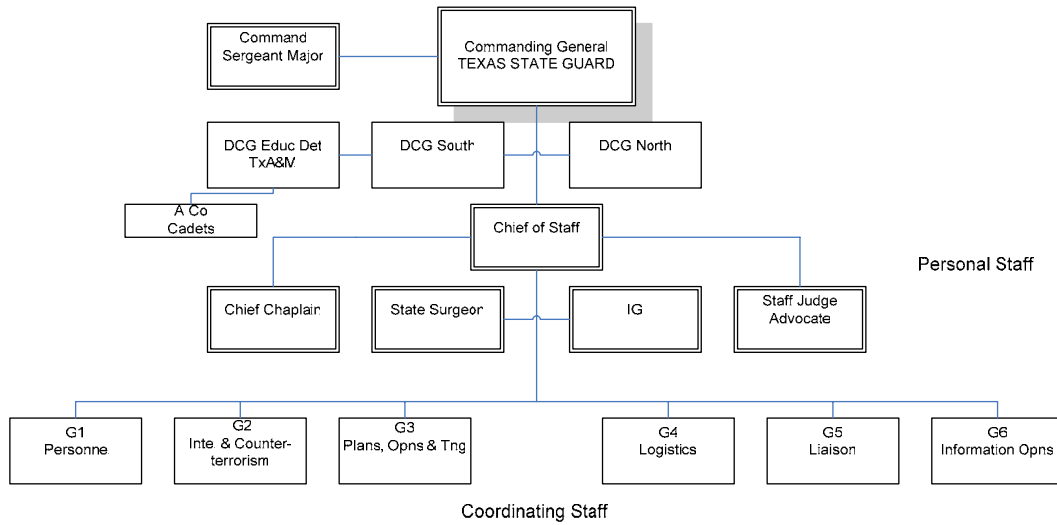 Command
Sergeant Major
Commanding General
TEXAS STATE GUARD
DCG Educ Det
TxA&M
DCG South
DCG North
A Co
Cadets
Chief of Staff
Personal Staff
Chief Chaplain
State Surgeon
IG
Staff Judge
Advocate
G1
Personne
G2
Inte. & Counter-
terrorism
G3
Plans, Opns & Tng
G4
Logistics
G5
Liaison
G6
Information Opns
Coordinating Staff